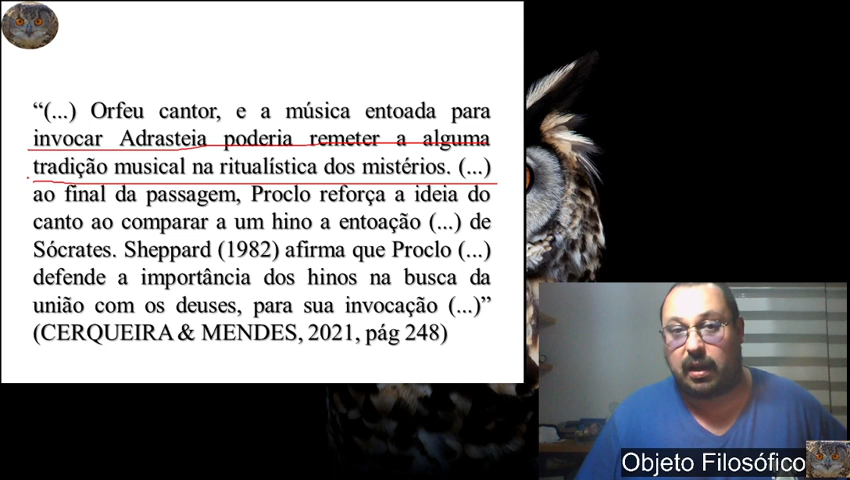 “(...) Orfeu cantor, e a música entoada para
invocar Adrasteia poderia remeter a alguma
tradição musical na ritualística dos mistérios. (...)
ao final da passagem, Proclo reforça a ideia do
canto ao comparar a um hino a entoação (...) de
Sócrates. Sheppard (1982) afirma que Proclo (...)
defende a importância dos hinos na busca da
união com os deuses, para sua invocação (...)”
(CERQUEIRA & MENDES, 2021, pág 248)
Objeto Filosófico